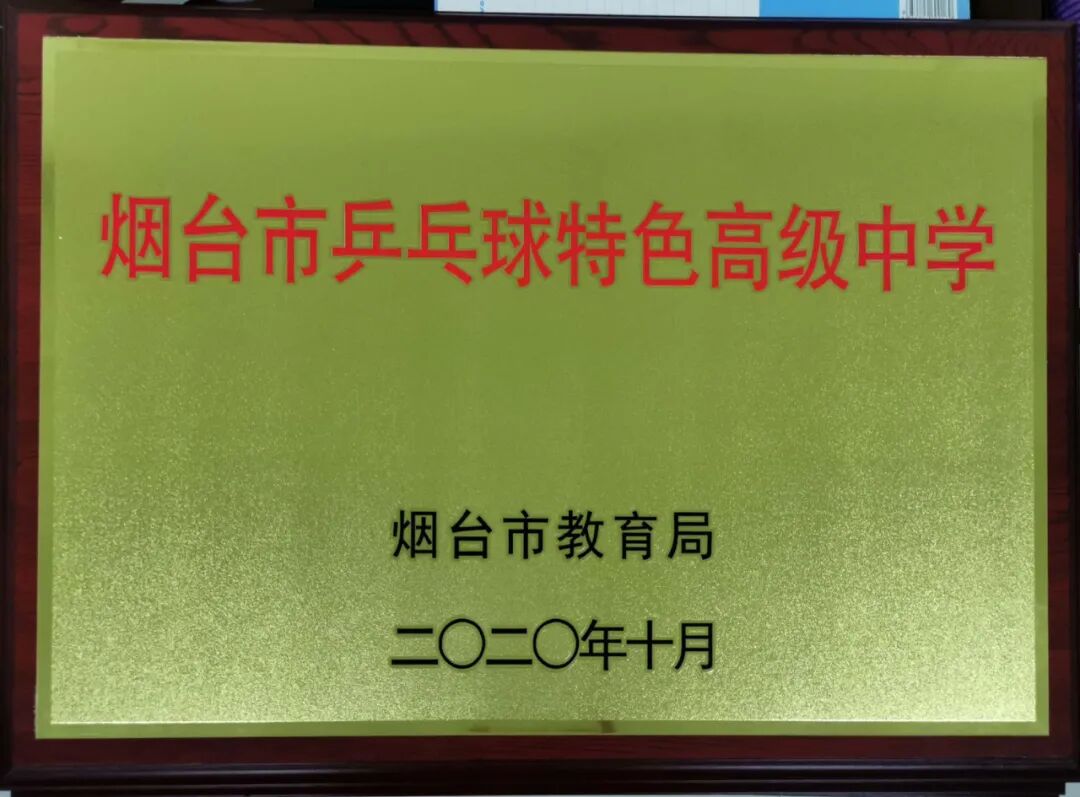 烟台市乒乓球特色高级中学
烟台市教育局
二〇二〇年十月